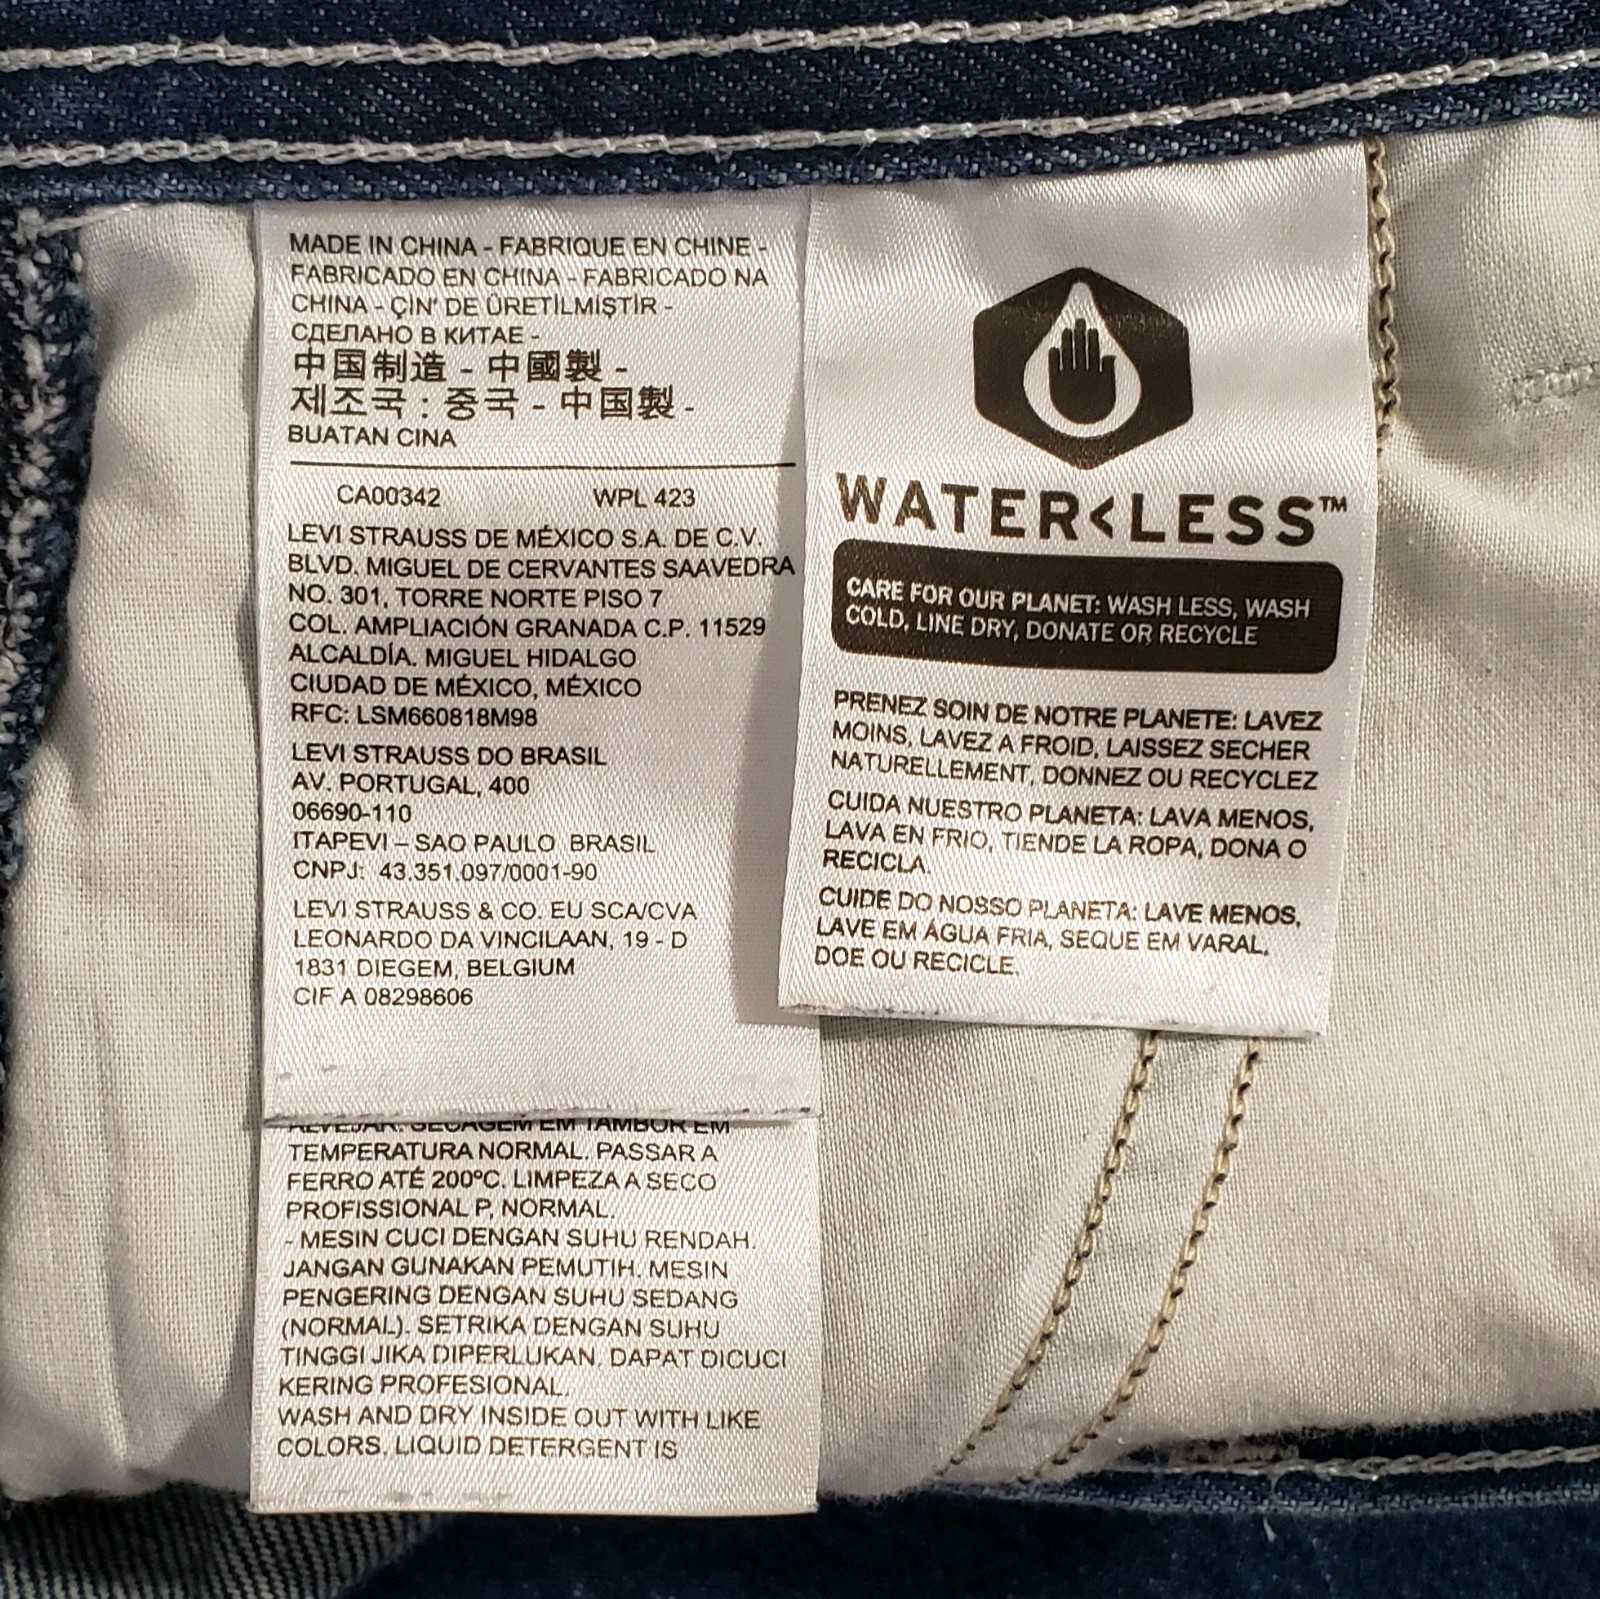 MADE IN CHINA - FABRIQUE EN CHINE -
FABRICADO EN CHINA - FABRICADO NA
CHINA - ÇİN' DE ÜRETİLMİŞTİR -
СДЕЛАНО В КИТАЕ -
中国制造 - 中國製 -
제조국 : 중국 - 中国製 -
BUATAN CINA
CA00342 WPL 423
LEVI STRAUSS DE MÉXICO S.A. DE C.V.
BLVD. MIGUEL DE CERVANTES SAAVEDRA
NO. 301, TORRE NORTE PISO 7
COL. AMPLIACIÓN GRANADA C.P. 11529
ALCALDÍA. MIGUEL HIDALGO
CIUDAD DE MÉXICO, MÉXICO
RFC: LSM660818M98
LEVI STRAUSS DO BRASIL
AV. PORTUGAL, 400
06690-110
ITAPEVI – SAO PAULO BRASIL
CNPJ: 43.351.097/0001-90
LEVI STRAUSS & CO. EU SCA/CVA
LEONARDO DA VINCILAAN, 19 - D
1831 DIEGEM, BELGIUM
CIF A 08298606
ALVEJAR. SECAGEM EM TAMBOR EM
TEMPERATURA NORMAL. PASSAR A
FERRO ATÉ 200ºC. LIMPEZA A SECO
PROFISSIONAL P, NORMAL.
- MESIN CUCI DENGAN SUHU RENDAH.
JANGAN GUNAKAN PEMUTIH. MESIN
PENGERING DENGAN SUHU SEDANG
(NORMAL). SETRIKA DENGAN SUHU
TINGGI JIKA DIPERLUKAN. DAPAT DICUCI
KERING PROFESIONAL.
WASH AND DRY INSIDE OUT WITH LIKE
COLORS. LIQUID DETERGENT IS
WATER<LESS™
CARE FOR OUR PLANET: WASH LESS, WASH
COLD, LINE DRY, DONATE OR RECYCLE
PRENEZ SOIN DE NOTRE PLANETE: LAVEZ
MOINS, LAVEZ A FROID, LAISSEZ SECHER
NATURELLEMENT, DONNEZ OU RECYCLEZ
CUIDA NUESTRO PLANETA: LAVA MENOS,
LAVA EN FRIO, TIENDE LA ROPA, DONA O
RECICLA.
CUIDE DO NOSSO PLANETA: LAVE MENOS,
LAVE EM ÁGUA FRIA, SEQUE EM VARAL,
DOE OU RECICLE.